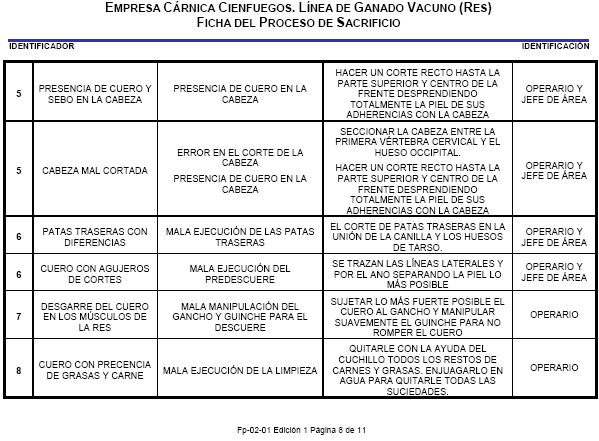 EMPRESA CÁRNICA CIENFUEGOS. LÍNEA DE GANADO VACUNO (RES)
FICHA DEL PROCESO DE SACRIFICIO
IDENTIFICADOR IDENTIFICACIÓN
5
PRESENCIA DE CUERO Y
SEBO EN LA CABEZA
PRESENCIA DE CUERO EN LA
CABEZA
HACER UN CORTE RECTO HASTA LA
PARTE SUPERIOR Y CENTRO DE LA
FRENTE DESPRENDIENDO
TOTALMENTE LA PIEL DE SUS
ADHERENCIAS CON LA CABEZA
OPERARIO Y
JEFE DE ÁREA
5
CABEZA MAL CORTADA
ERROR EN EL CORTE DE LA
CABEZA
PRESENCIA DE CUERO EN LA
CABEZA
SECCIONAR LA CABEZA ENTRE LA
PRIMERA VÉRTEBRA CERVICAL Y EL
HUESO OCCIPITAL.
HACER UN CORTE RECTO HASTA LA
PARTE SUPERIOR Y CENTRO DE LA
FRENTE DESPRENDIENDO
TOTALMENTE LA PIEL DE SUS
ADHERENCIAS CON LA CABEZA
OPERARIO Y
JEFE DE ÁREA
6
PATAS TRASERAS CON
DIFERENCIAS
MALA EJECUCIÓN DE LAS PATAS
TRASERAS
EL CORTE DE PATAS TRASERAS EN LA
UNIÓN DE LA CANILLA Y LOS HUESOS
DE TARSO.
OPERARIO Y
JEFE DE ÁREA
6
CUERO CON AGUJEROS
DE CORTES
MALA EJECUCIÓN DEL
PREDESCUERE
SE TRAZAN LAS LÍNEAS LATERALES Y
POR EL ANO SEPARANDO LA PIEL LO
MÁS POSIBLE
OPERARIO Y
JEFE DE ÁREA
7
DESGARRE DEL CUERO
EN LOS MÚSCULOS DE
LA RES
MALA MANIPULACIÓN DEL
GANCHO Y GUINCHE PARA EL
DESCUERE
SUJETAR LO MÁS FUERTE POSIBLE EL
CUERO AL GANCHO Y MANIPULAR
SUAVEMENTE EL GUINCHE PARA NO
ROMPER EL CUERO
OPERARIO
8
CUERO CON PRECENCIA
DE GRASAS Y CARNE
MALA EJECUCIÓN DE LA LIMPIEZA
QUITARLE CON LA AYUDA DEL
CUCHILLO TODOS LOS RESTOS DE
CARNES Y GRASAS. ENJUAGARLO EN
AGUA PARA QUITARLE TODAS LAS
SUCIEDADES.
OPERARIO
Fp-02-01 Edición 1 Página 8 de 11